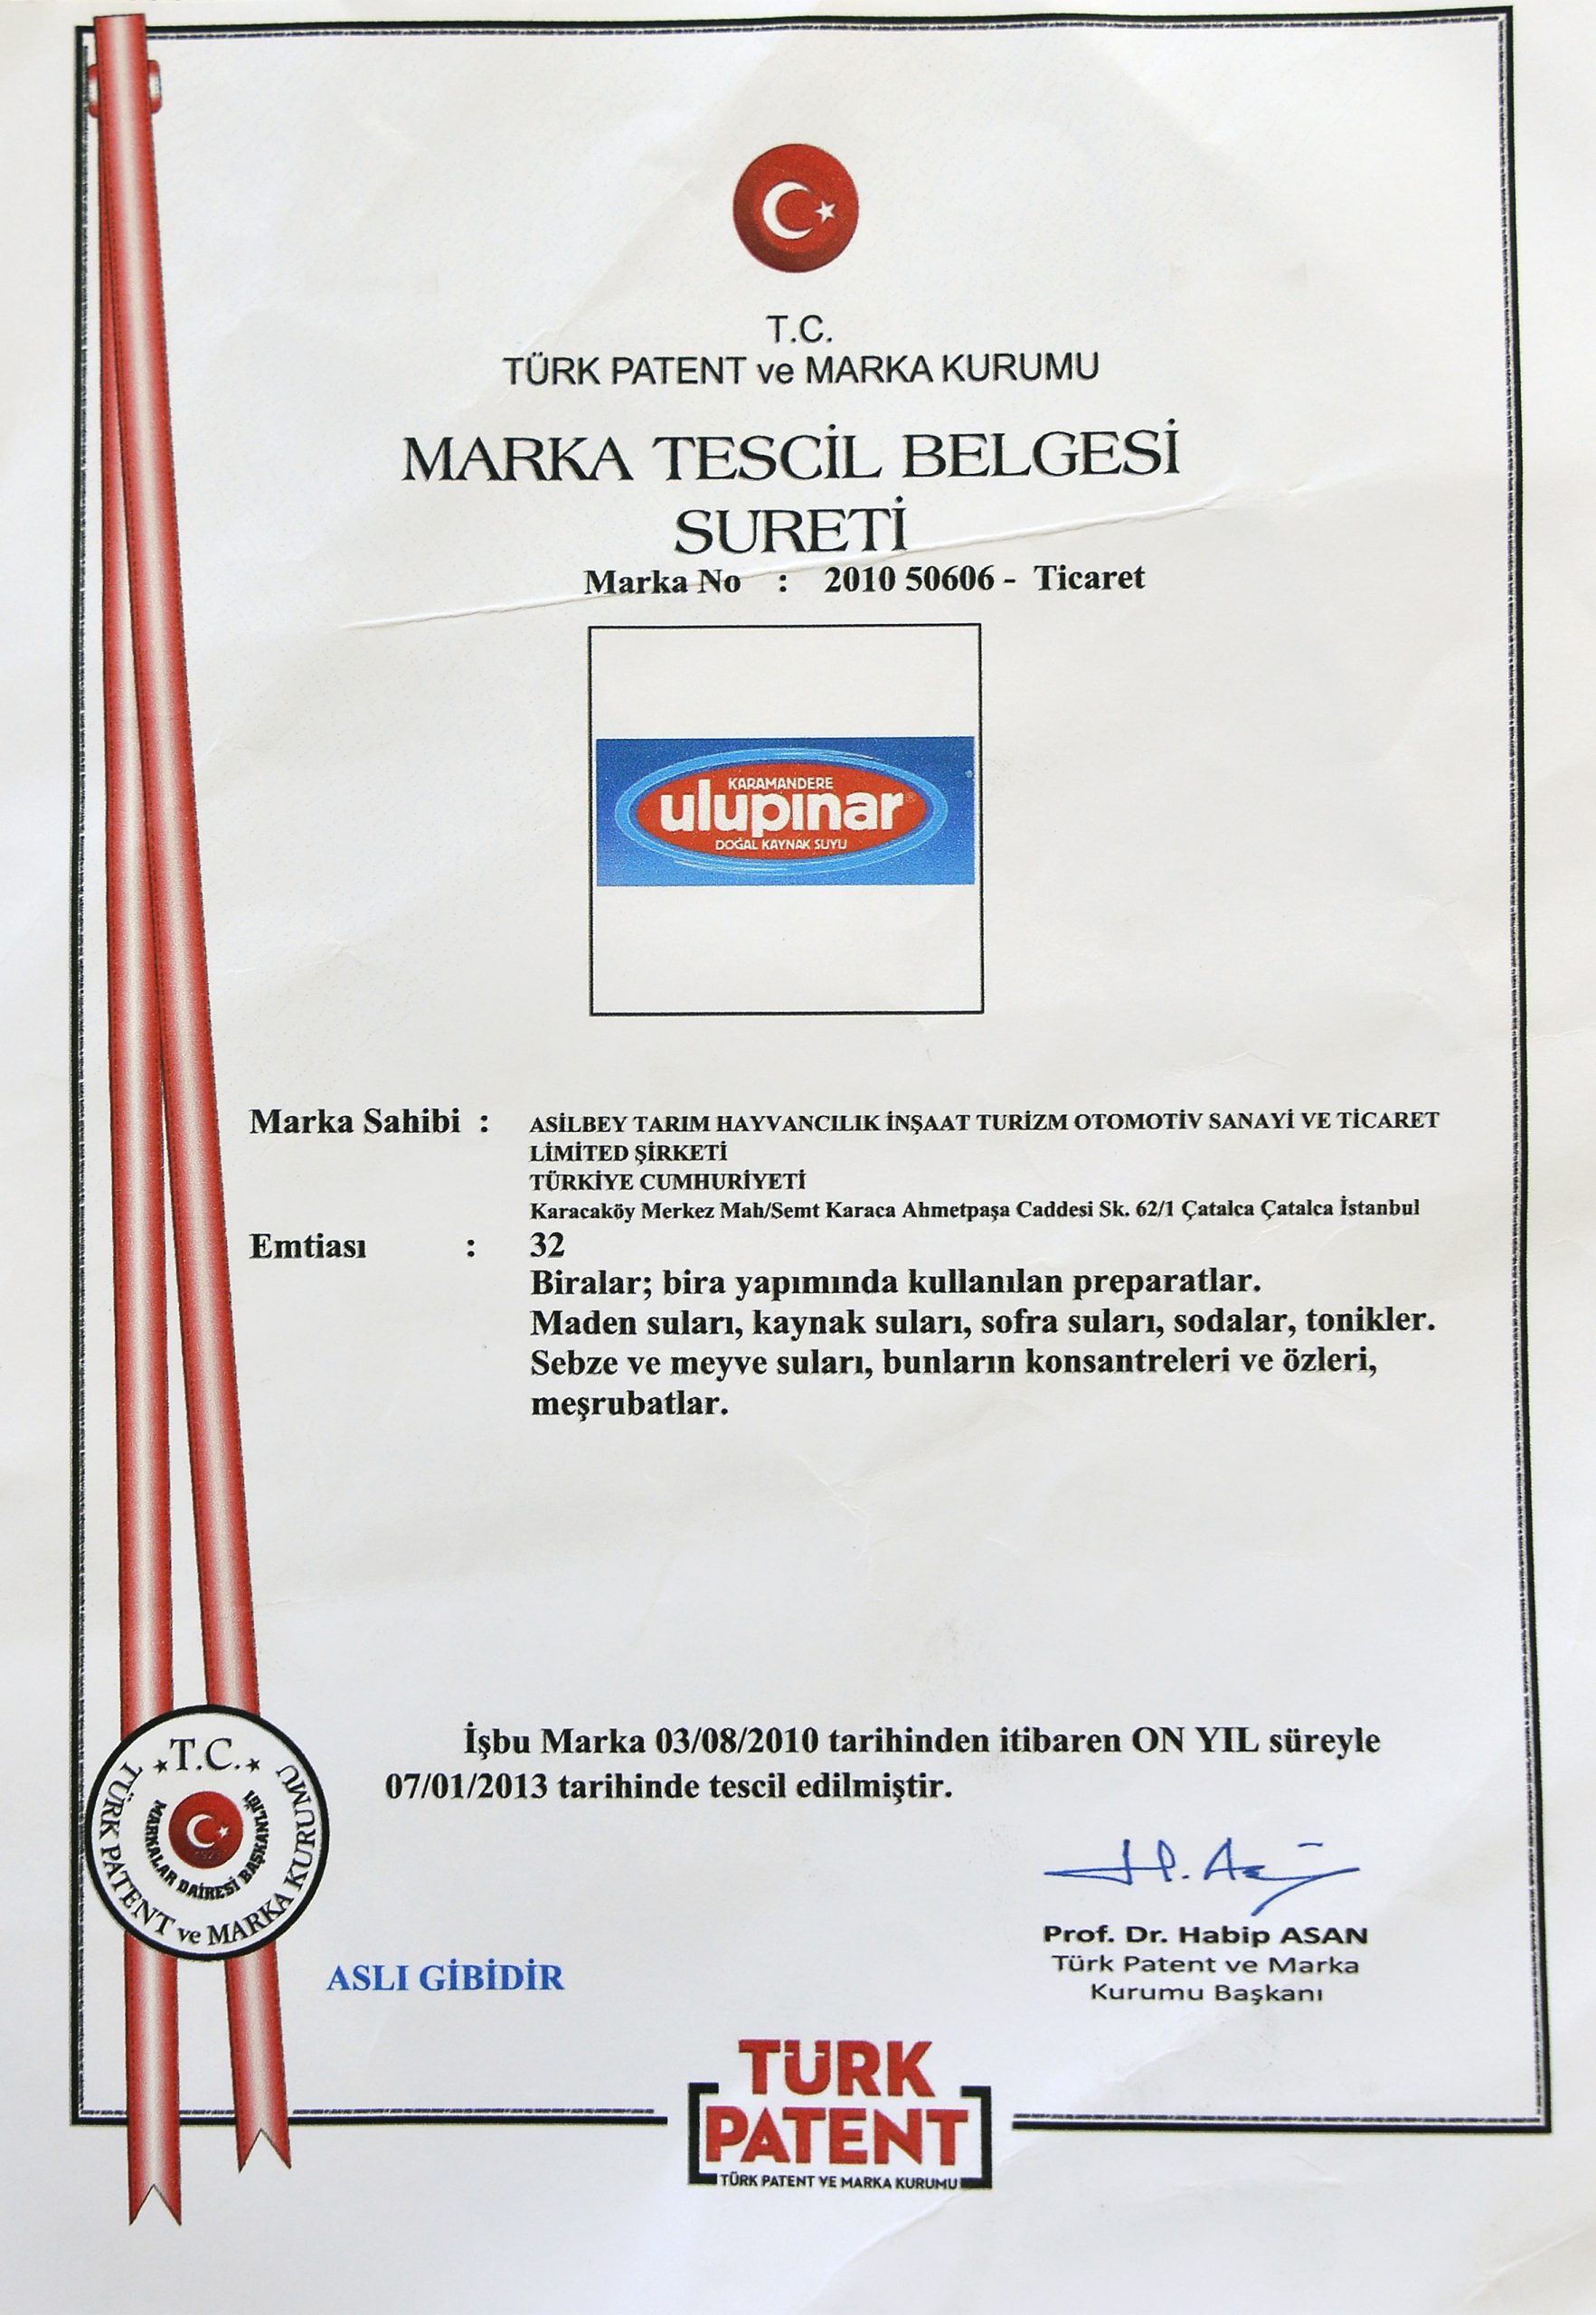 T.C.
TÜRK PATENT ve MARKA KURUMU
MARKA TESCİL BELGESİ
SURETİ
Marka No : 2010 50606 - Ticaret
KARAMANDERE
ulupınar®
DOĞAL KAYNAK SUYU
Marka Sahibi : ASİLBEY TARIM HAYVANCILIK İNŞAAT TURİZM OTOMOTİV SANAYİ VE TİCARET
LİMİTED ŞİRKETİ
TÜRKİYE CUMHURİYETİ
Karacaköy Merkez Mah/Semt Karaca Ahmetpaşa Caddesi Sk. 62/1 Çatalca Çatalca İstanbul
Emtiası : 32
Biralar; bira yapımında kullanılan preparatlar.
Maden suları, kaynak suları, sofra suları, sodalar, tonikler.
Sebze ve meyve suları, bunların konsantreleri ve özleri,
meşrubatlar.
İşbu Marka 03/08/2010 tarihinden itibaren ON YIL süreyle
07/01/2013 tarihinde tescil edilmiştir.
T.C.
TÜRK PATENT ve MARKA KURUMU
MARKALAR DAİRESİ BAŞKANLIĞI
H. Asan
Prof. Dr. Habip ASAN
Türk Patent ve Marka
Kurumu Başkanı
ASLI GİBİDİR
TÜRK
PATENT
TÜRK PATENT VE MARKA KURUMU